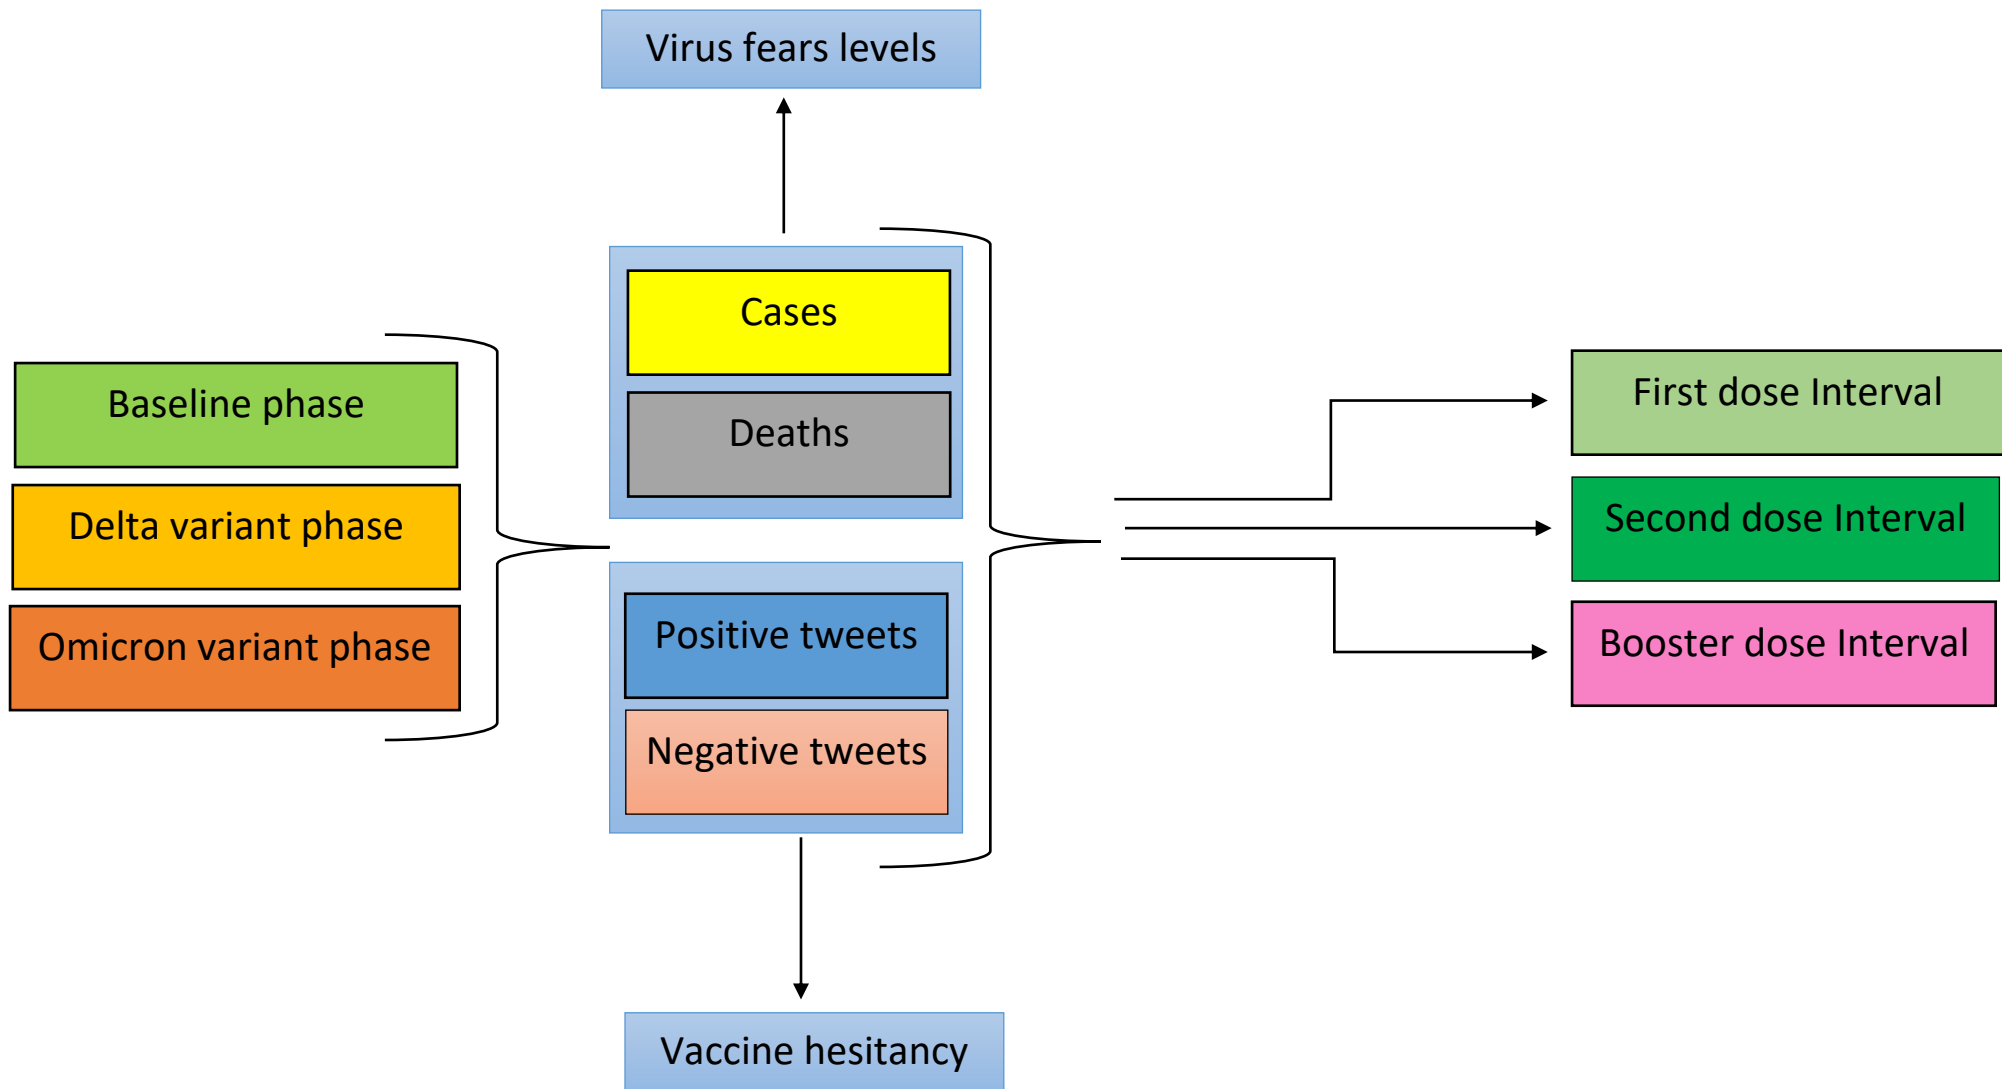 Virus fears levels
Cases
Deaths
Baseline phase
Delta variant phase
Omicron variant phase
Positive tweets
Negative tweets
First dose Interval
Second dose Interval
Booster dose Interval
Vaccine hesitancy